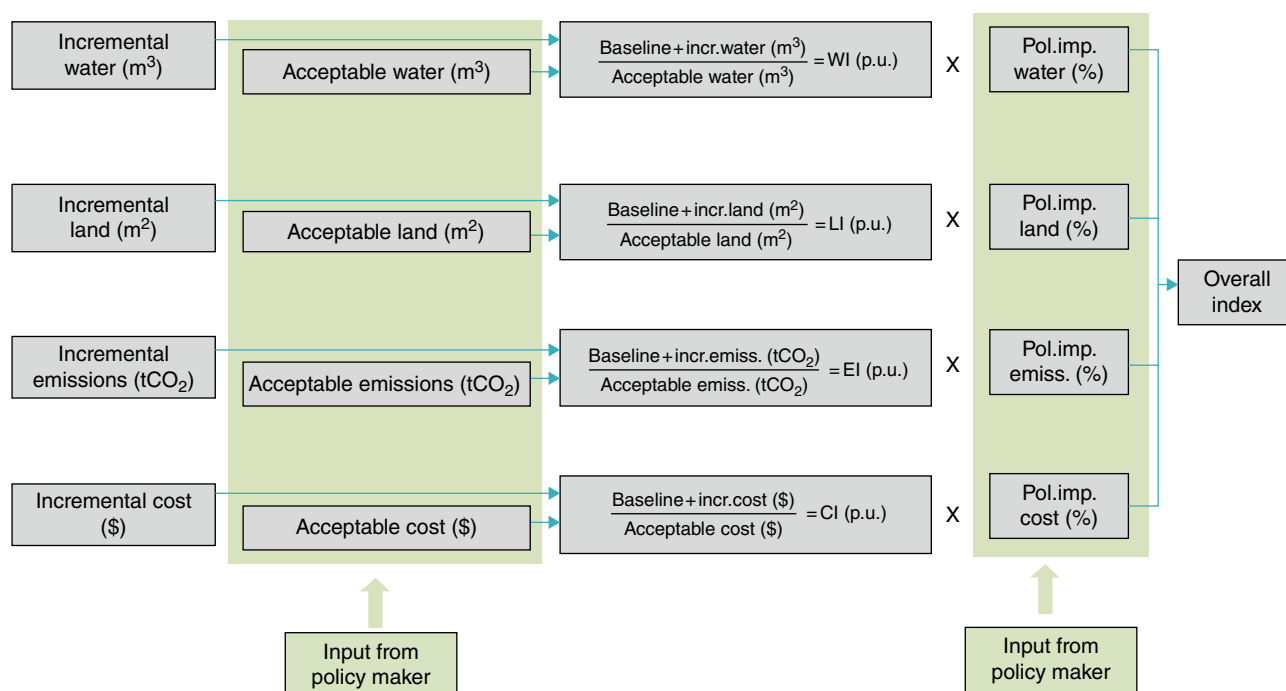 Incremental
water (m³)
Acceptable water (m³)
Baseline+incr.water (m³)
Acceptable water (m³)
=WI (p.u.)
X
Pol.imp.
water (%)
Incremental
land (m²)
Acceptable land (m²)
Baseline+incr.land (m²)
Acceptable land (m²)
=LI (p.u.)
X
Pol.imp.
land (%)
Overall
index
Incremental
emissions (tCO₂)
Acceptable emissions (tCO₂)
Baseline+incr.emiss. (tCO₂)
Acceptable emiss. (tCO₂)
=EI (p.u.)
X
Pol.imp.
emiss. (%)
Incremental cost
($)
Acceptable cost ($)
Baseline+incr.cost ($)
Acceptable cost ($)
=CI (p.u.)
X
Pol.imp.
cost (%)
Input from
policy maker
Input from
policy maker